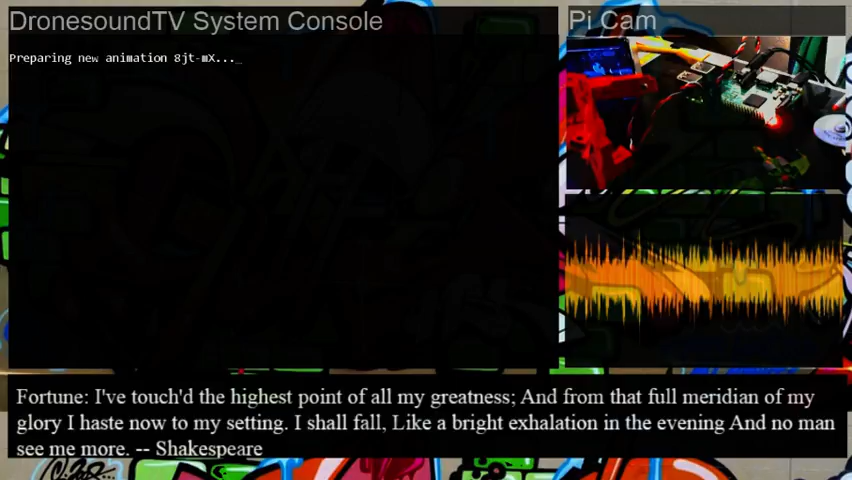 DronesoundTV System Console
Pi Cam
Preparing new animation 8jt-mX..._
Fortune: I've touch'd the highest point of all my greatness; And from that full meridian of my
glory I haste now to my setting. I shall fall, Like a bright exhalation in the evening And no man
see me more. -- Shakespeare